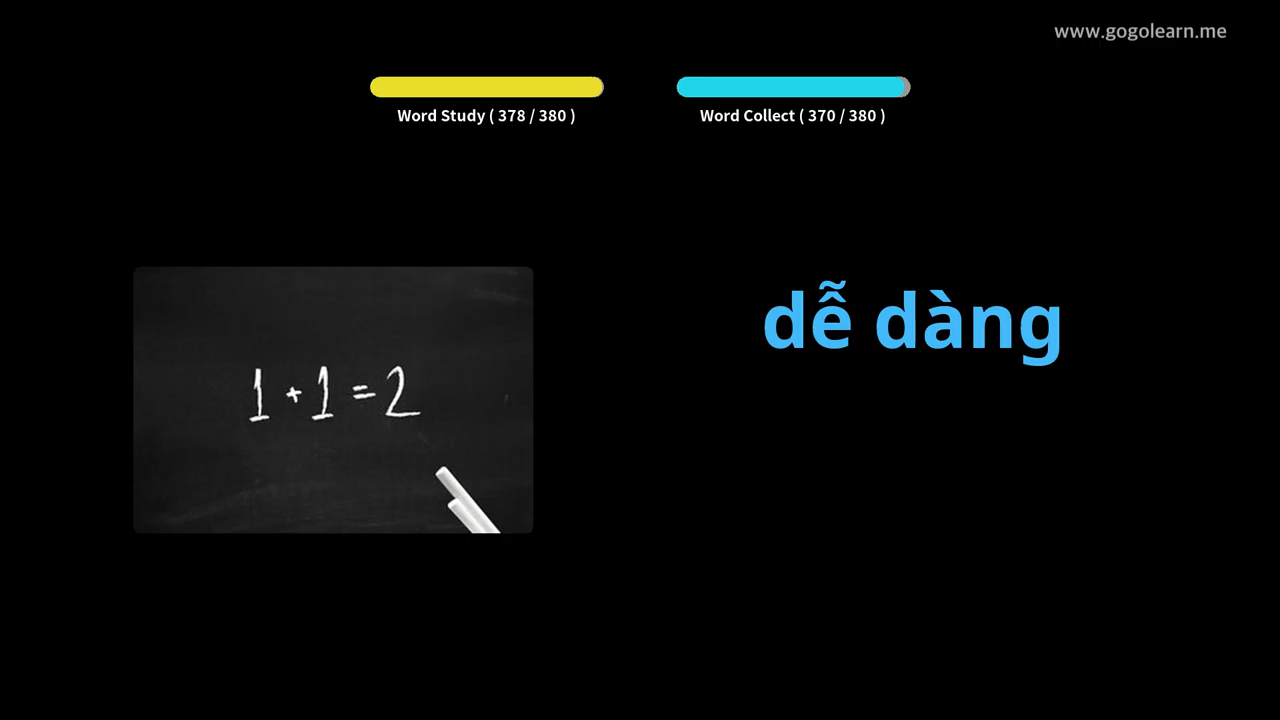 www.gogolearn.me
Word Study ( 378 / 380 )
Word Collect ( 370 / 380 )
dễ dàng
1 + 1 = 2